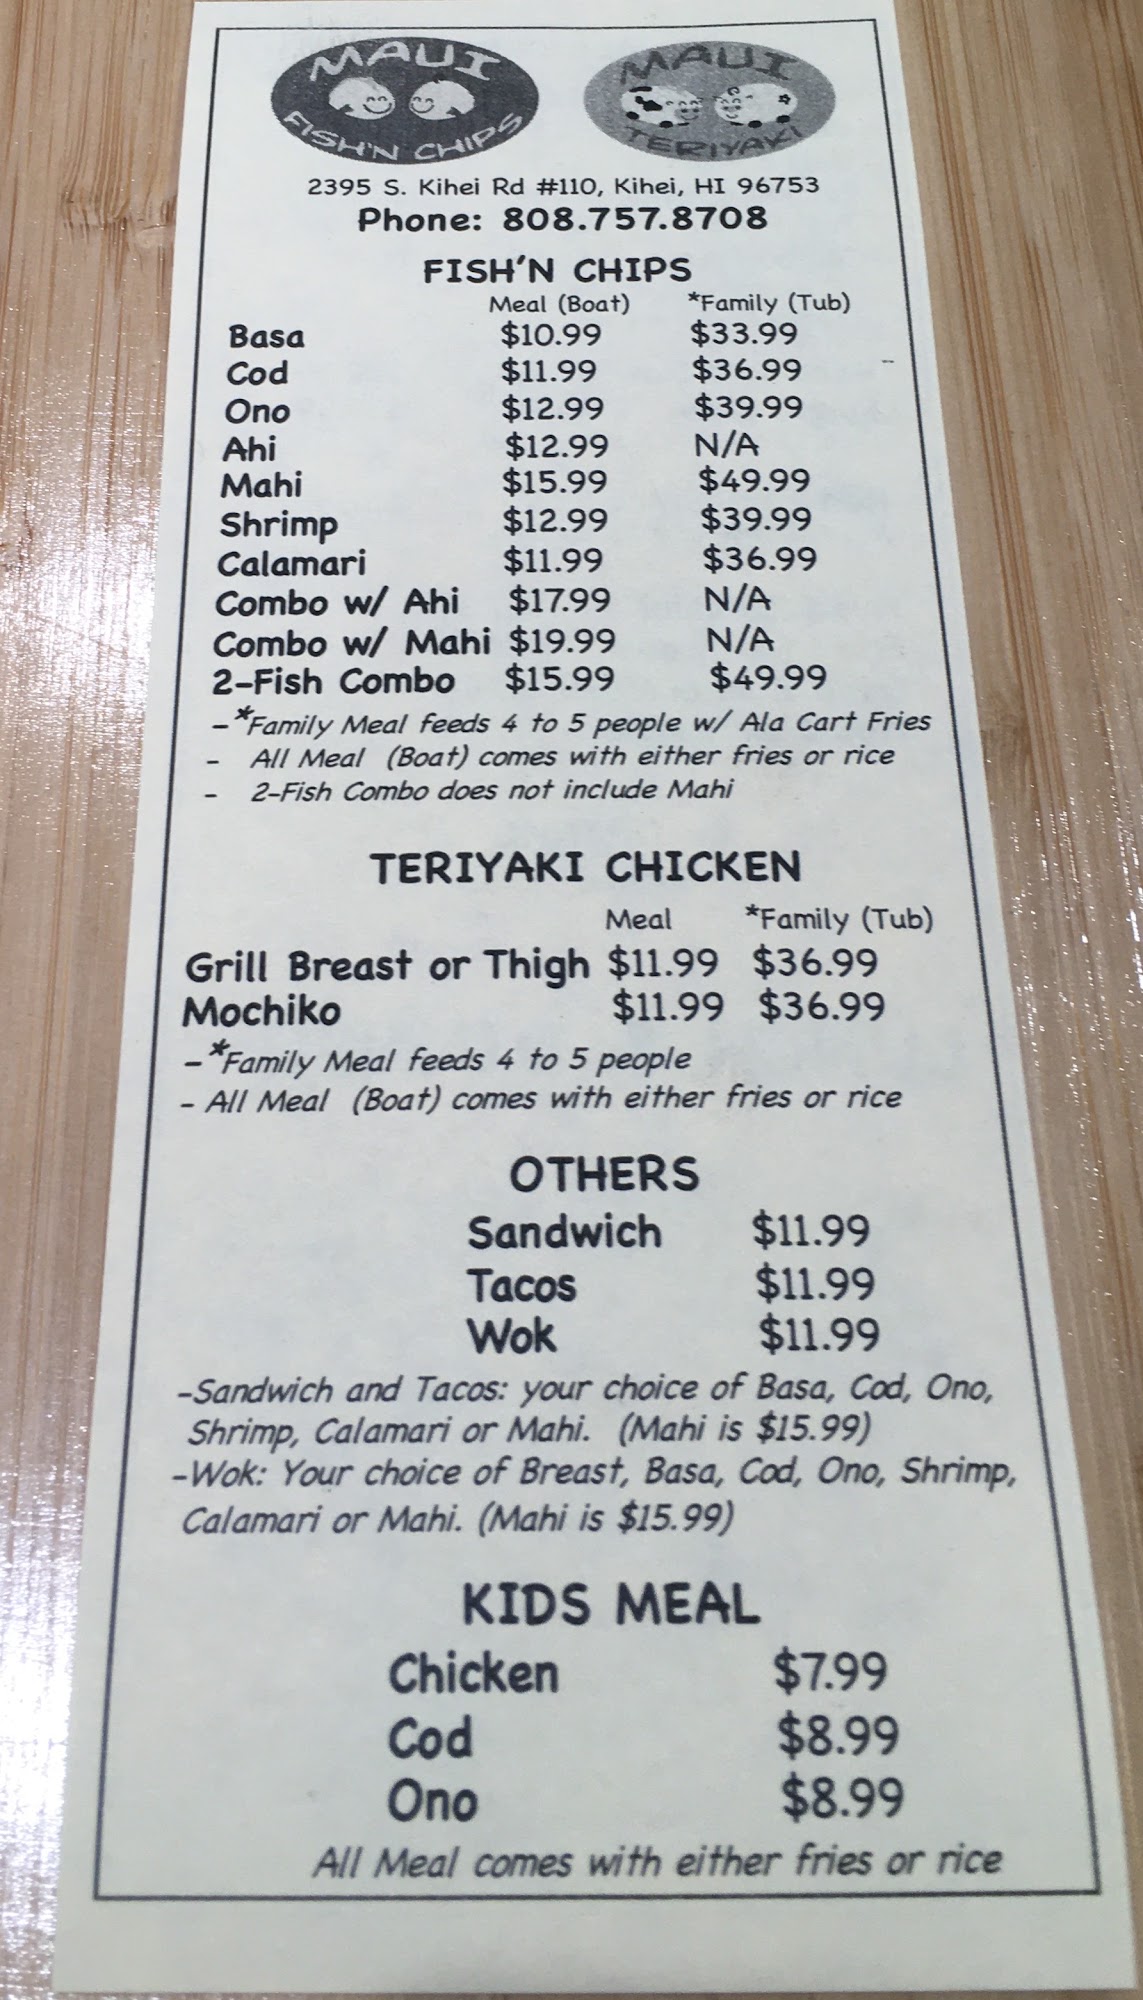 MAUI FISH'N CHIPS
MAUI TERIYAKI
2395 S. Kihei Rd #110, Kihei, HI 96753
Phone: 808.757.8708
FISH'N CHIPS
Meal (Boat) *Family (Tub)
Basa $10.99 $33.99
Cod $11.99 $36.99
Ono $12.99 $39.99
Ahi $12.99 N/A
Mahi $15.99 $49.99
Shrimp $12.99 $39.99
Calamari $11.99 $36.99
Combo w/ Ahi $17.99 N/A
Combo w/ Mahi $19.99 N/A
2-Fish Combo $15.99 $49.99
-*Family Meal feeds 4 to 5 people w/ Ala Cart Fries
- All Meal (Boat) comes with either fries or rice
- 2-Fish Combo does not include Mahi
TERIYAKI CHICKEN
Meal *Family (Tub)
Grill Breast or Thigh $11.99 $36.99
Mochiko $11.99 $36.99
-*Family Meal feeds 4 to 5 people
- All Meal (Boat) comes with either fries or rice
OTHERS
Sandwich $11.99
Tacos $11.99
Wok $11.99
-Sandwich and Tacos: your choice of Basa, Cod, Ono,
Shrimp, Calamari or Mahi. (Mahi is $15.99)
-Wok: Your choice of Breast, Basa, Cod, Ono, Shrimp,
Calamari or Mahi. (Mahi is $15.99)
KIDS MEAL
Chicken $7.99
Cod $8.99
Ono $8.99
All Meal comes with either fries or rice